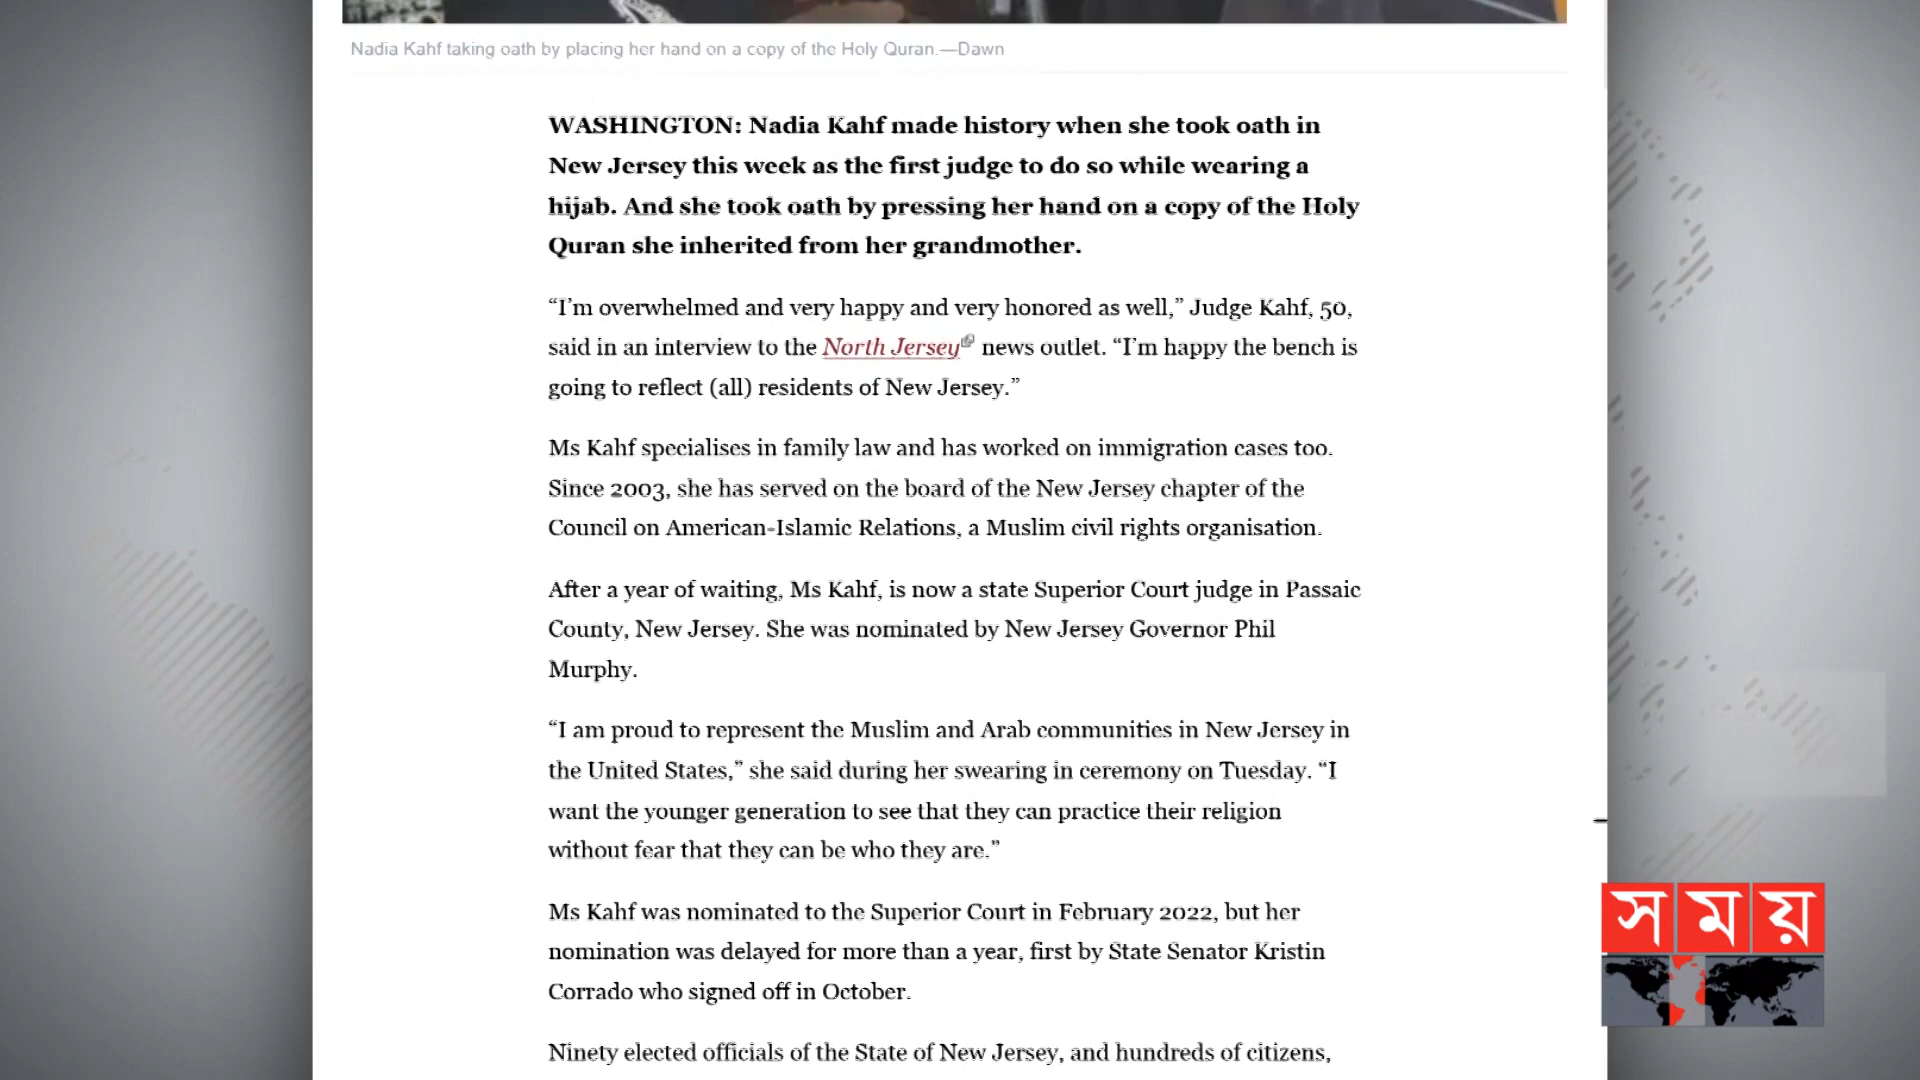 Nadia Kahf taking oath by placing her hand on a copy of the Holy Quran.—Dawn
WASHINGTON: Nadia Kahf made history when she took oath in
New Jersey this week as the first judge to do so while wearing a
hijab. And she took oath by pressing her hand on a copy of the Holy
Quran she inherited from her grandmother.
“I’m overwhelmed and very happy and very honored as well,” Judge Kahf, 50,
said in an interview to the North Jersey news outlet. “I’m happy the bench is
going to reflect (all) residents of New Jersey.”
Ms Kahf specialises in family law and has worked on immigration cases too.
Since 2003, she has served on the board of the New Jersey chapter of the
Council on American-Islamic Relations, a Muslim civil rights organisation.
After a year of waiting, Ms Kahf, is now a state Superior Court judge in Passaic
County, New Jersey. She was nominated by New Jersey Governor Phil
Murphy.
“I am proud to represent the Muslim and Arab communities in New Jersey in
the United States,” she said during her swearing in ceremony on Tuesday. “I
want the younger generation to see that they can practice their religion
without fear that they can be who they are.”
Ms Kahf was nominated to the Superior Court in February 2022, but her
nomination was delayed for more than a year, first by State Senator Kristin
Corrado who signed off in October.
Ninety elected officials of the State of New Jersey, and hundreds of citizens,
সময়